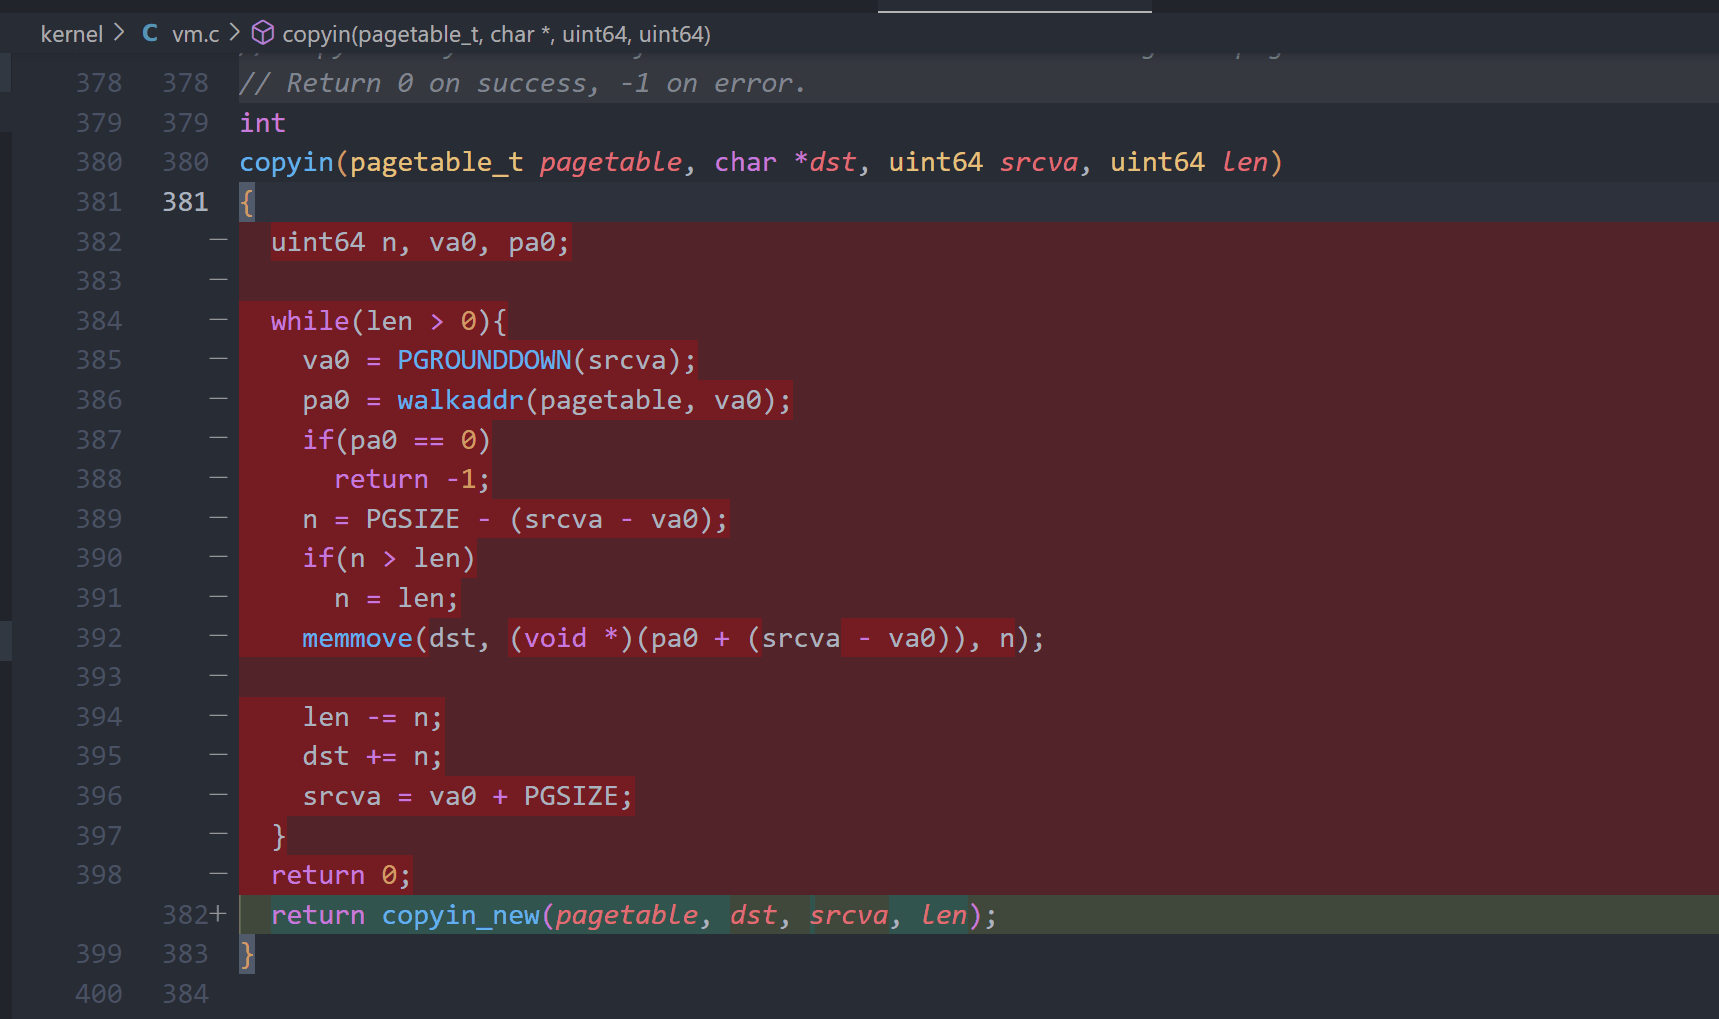 kernel > C vm.c > copyin(pagetable_t, char *, uint64, uint64)
378 378 // Return 0 on success, -1 on error.
379 379 int
380 380 copyin(pagetable_t pagetable, char *dst, uint64 srcva, uint64 len)
381 381 {
382 — uint64 n, va0, pa0;
383 —
384 — while(len > 0){
385 — va0 = PGROUNDDOWN(srcva);
386 — pa0 = walkaddr(pagetable, va0);
387 — if(pa0 == 0)
388 — return -1;
389 — n = PGSIZE - (srcva - va0);
390 — if(n > len)
391 — n = len;
392 — memmove(dst, (void *)(pa0 + (srcva - va0)), n);
393 —
394 — len -= n;
395 — dst += n;
396 — srcva = va0 + PGSIZE;
397 — }
398 — return 0;
382+ return copyin_new(pagetable, dst, srcva, len);
399 383 }
400 384